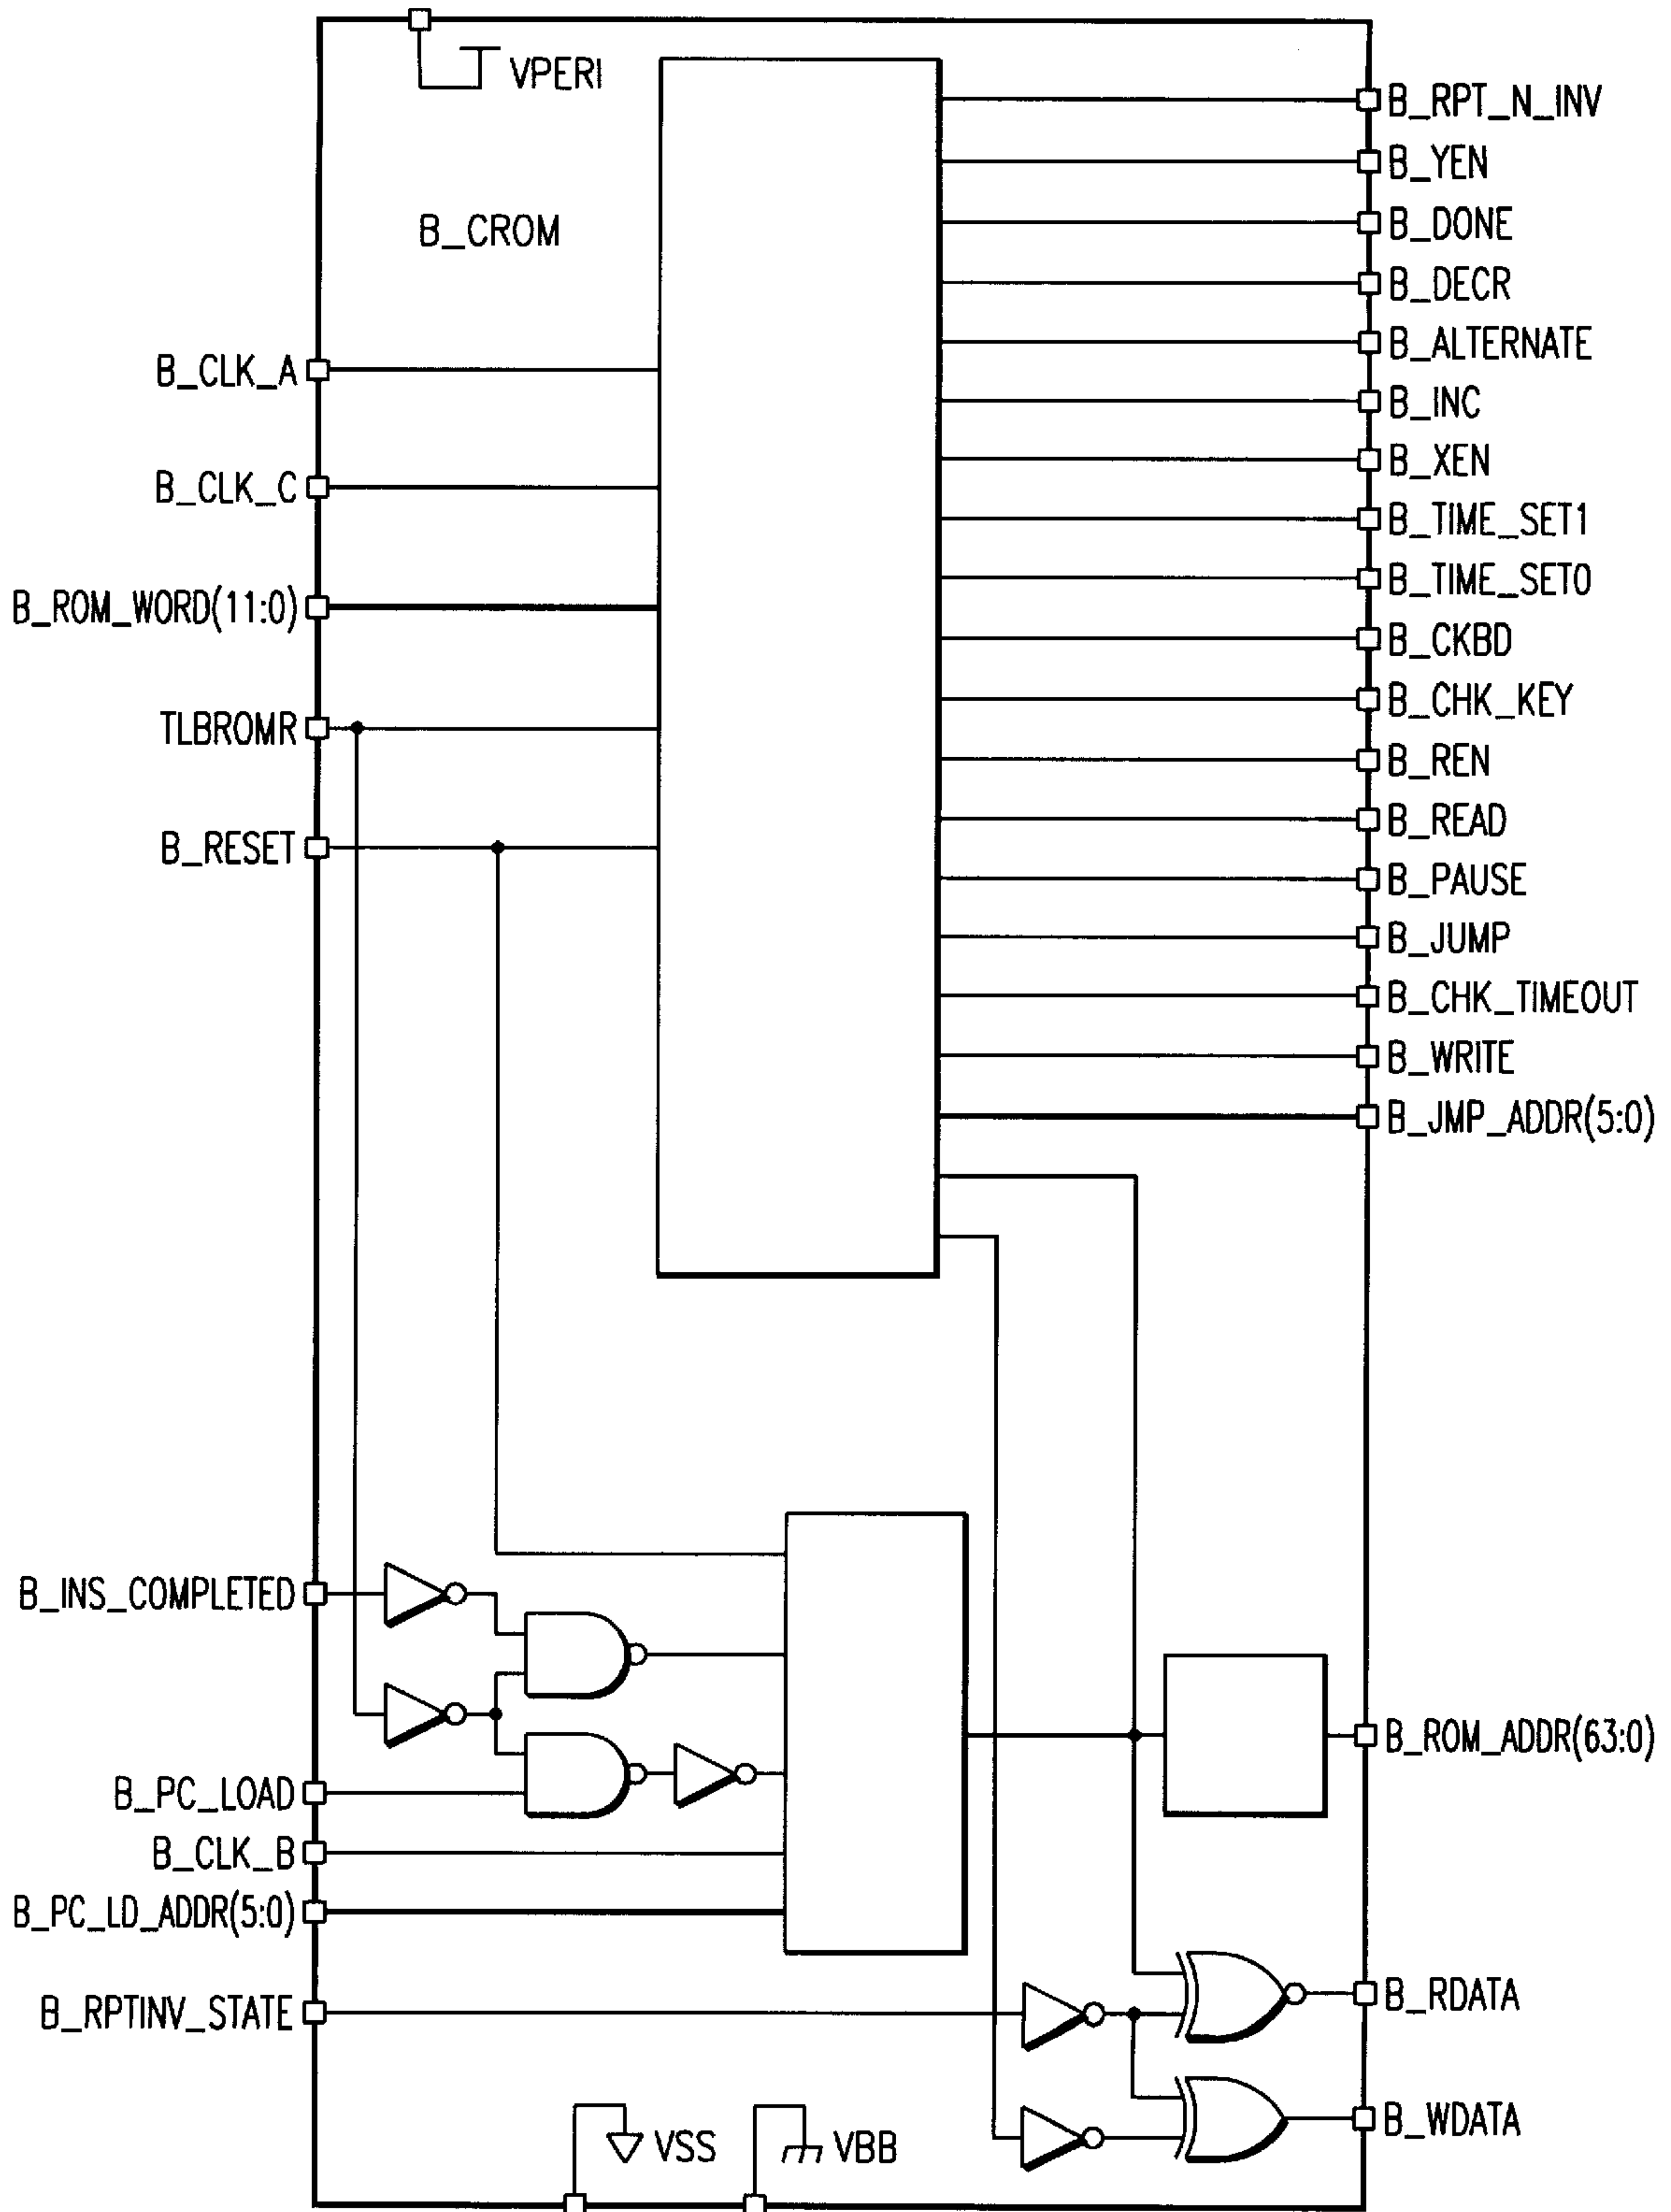 VPERI
B_CROM
B_CLK_A
B_CLK_C
B_ROM_WORD(11:0)
TLBROMR
B_RESET
B_INS_COMPLETED
B_PC_LOAD
B_CLK_B
B_PC_LD_ADDR(5:0)
B_RPTINV_STATE
VSS
VBB
B_RPT_N_INV
B_YEN
B_DONE
B_DECR
B_ALTERNATE
B_INC
B_XEN
B_TIME_SET1
B_TIME_SET0
B_CKBD
B_CHK_KEY
B_REN
B_READ
B_PAUSE
B_JUMP
B_CHK_TIMEOUT
B_WRITE
B_JMP_ADDR(5:0)
B_ROM_ADDR(63:0)
B_RDATA
B_WDATA